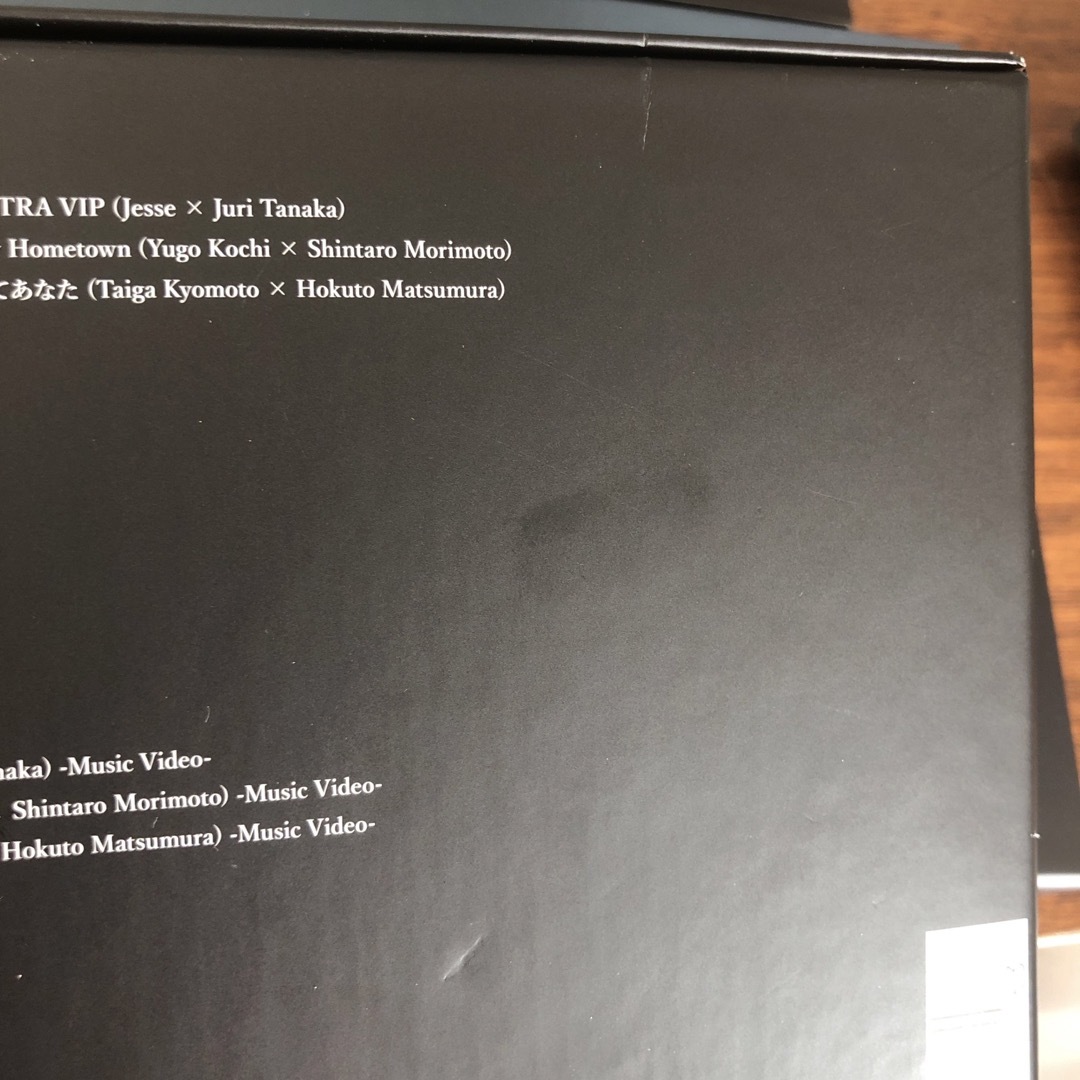 TRA VIP (Jesse × Juri Tanaka)
Hometown (Yugo Kochi × Shintaro Morimoto)
てあなた (Taiga Kyomoto × Hokuto Matsumura)
naka) -Music Video-
Shintaro Morimoto) -Music Video-
Hokuto Matsumura) -Music Video-